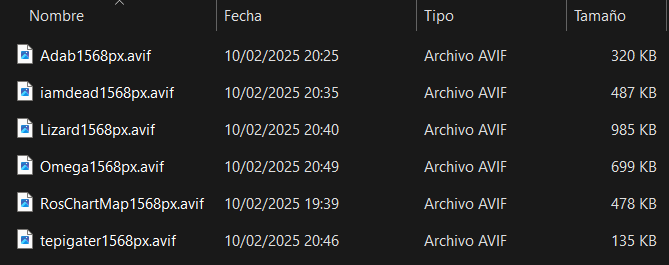 Nombre Fecha Tipo Tamaño
Adab1568px.avif 10/02/2025 20:25 Archivo AVIF 320 KB
iamdead1568px.avif 10/02/2025 20:35 Archivo AVIF 487 KB
Lizard1568px.avif 10/02/2025 20:40 Archivo AVIF 985 KB
Omega1568px.avif 10/02/2025 20:49 Archivo AVIF 699 KB
RosChartMap1568px.avif 10/02/2025 19:39 Archivo AVIF 478 KB
tepigater1568px.avif 10/02/2025 20:46 Archivo AVIF 135 KB